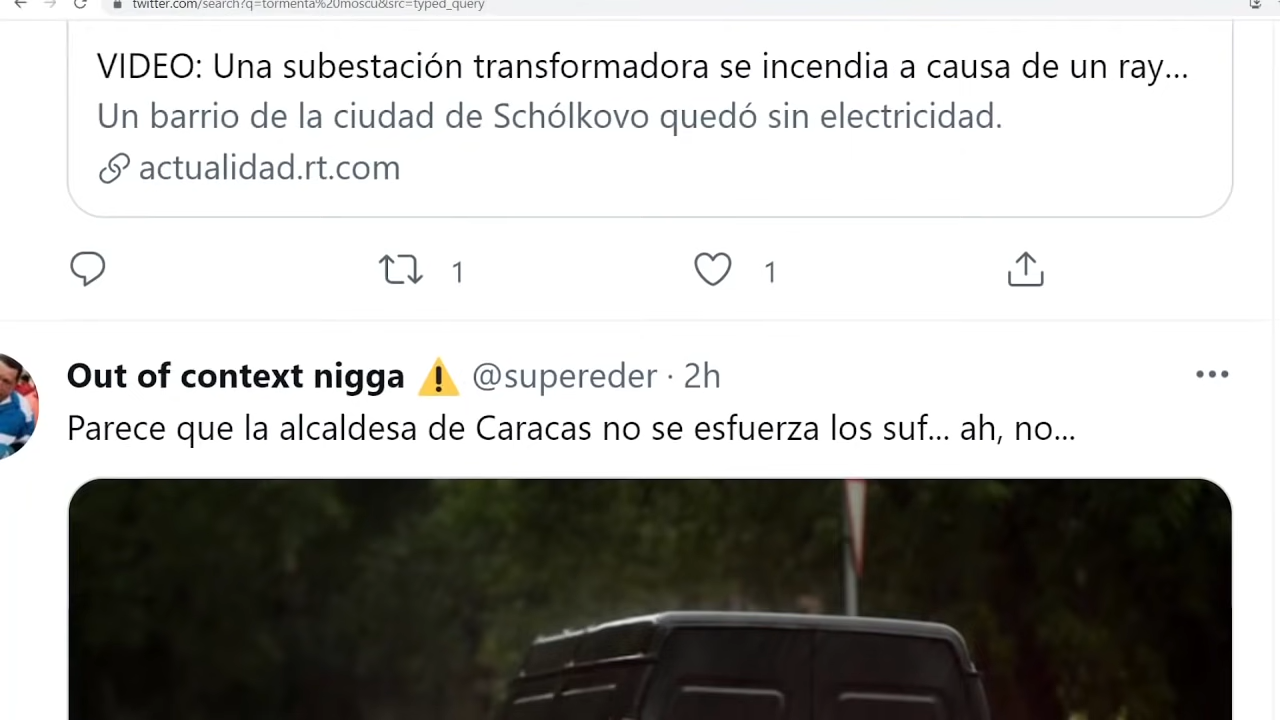 twitter.com/search?q=tormenta%20moscu&src=typed_query
VIDEO: Una subestación transformadora se incendia a causa de un ray...
Un barrio de la ciudad de Schólkovo quedó sin electricidad.
actualidad.rt.com
1 1
Out of context nigga ⚠️ @supereder · 2h
Parece que la alcaldesa de Caracas no se esfuerza los suf... ah, no...